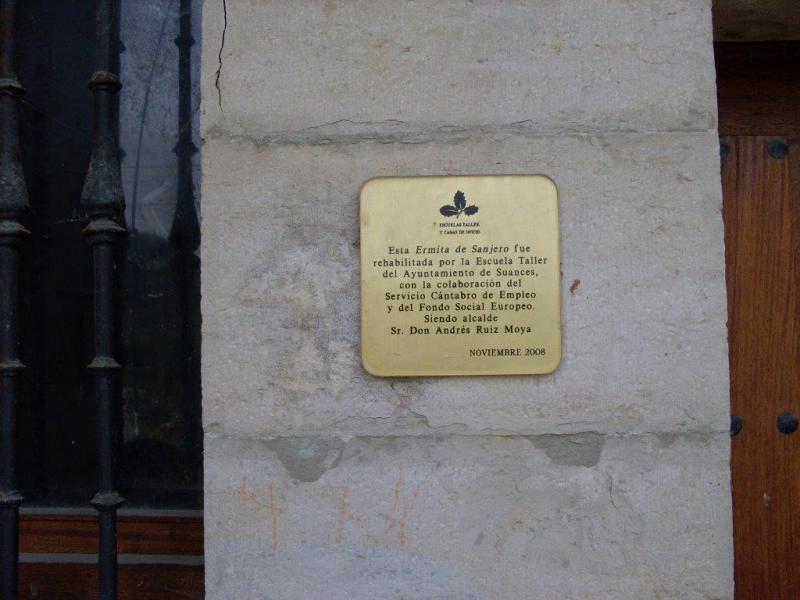 ESCUELAS TALLER
Y CASAS DE OFICIO
Esta Ermita de Sanjero fue
rehabilitada por la Escuela Taller
del Ayuntamiento de Suances,
con la colaboración del
Servicio Cántabro de Empleo
y del Fondo Social Europeo.
Siendo alcalde
Sr. Don Andrés Ruiz Moya
NOVIEMBRE 2008